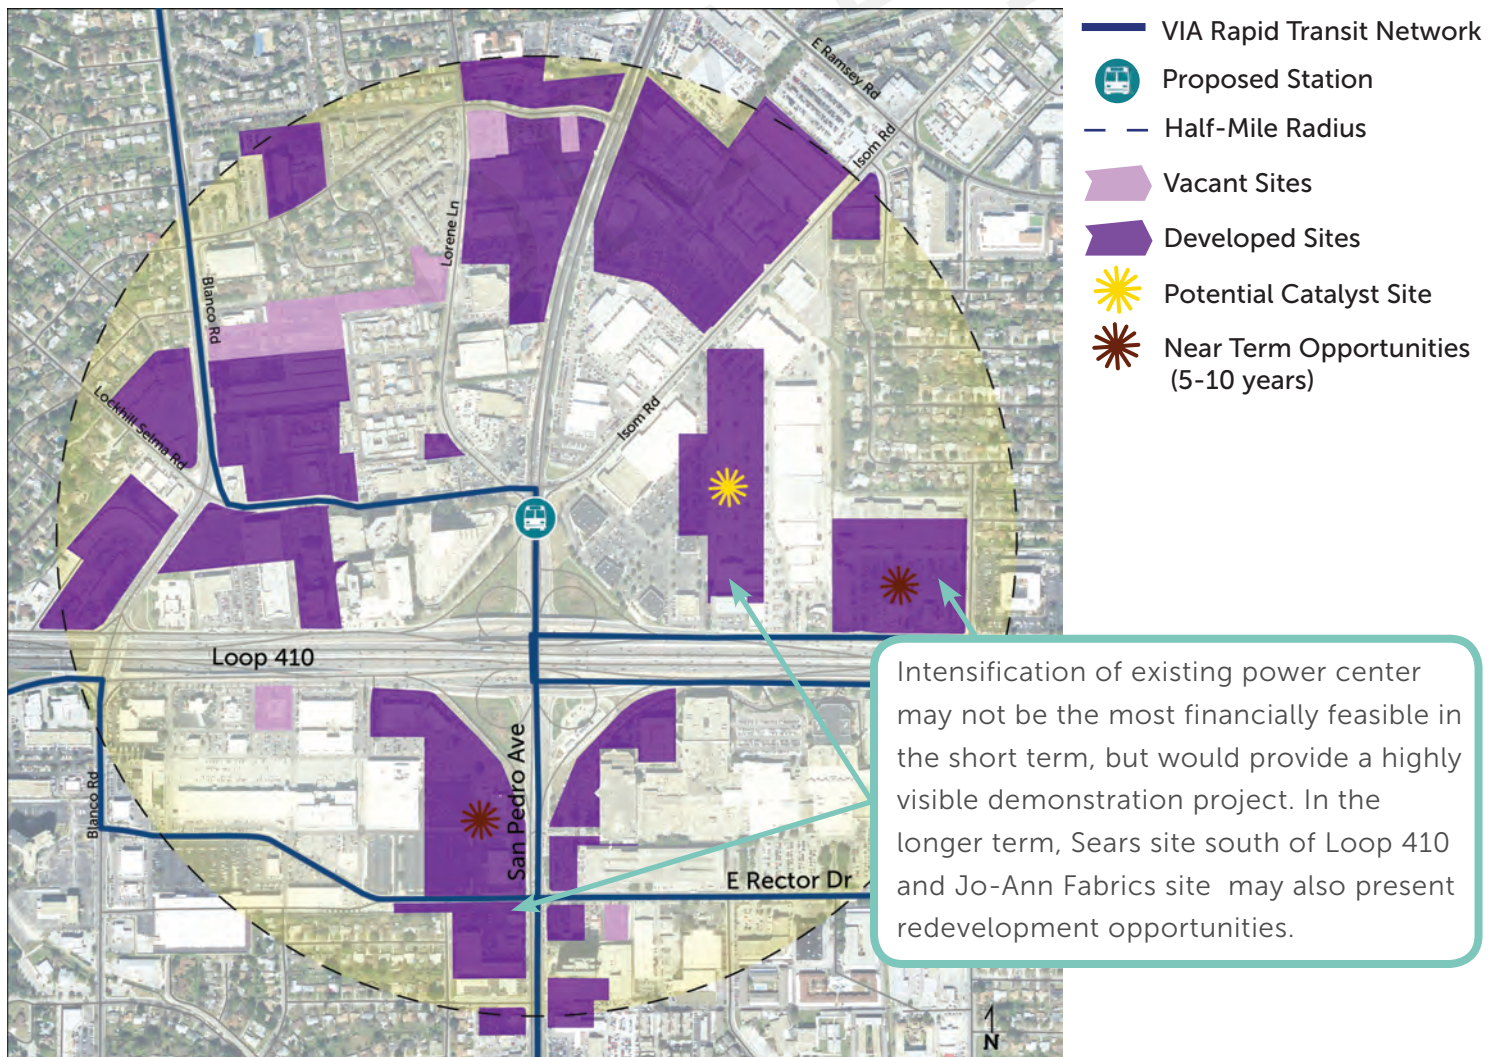 VIA Rapid Transit Network
Proposed Station
Half-Mile Radius
Vacant Sites
Developed Sites
Potential Catalyst Site
Near Term Opportunities
(5-10 years)
E Ramsey Rd
Isom Rd
Lorene Ln
Blanco Rd
Lockhill Selma Rd
Isom Rd
Loop 410
San Pedro Ave
Blanco Rd
E Rector Dr
Intensification of existing power center
may not be the most financially feasible in
the short term, but would provide a highly
visible demonstration project. In the
longer term, Sears site south of Loop 410
and Jo-Ann Fabrics site may also present
redevelopment opportunities.
N